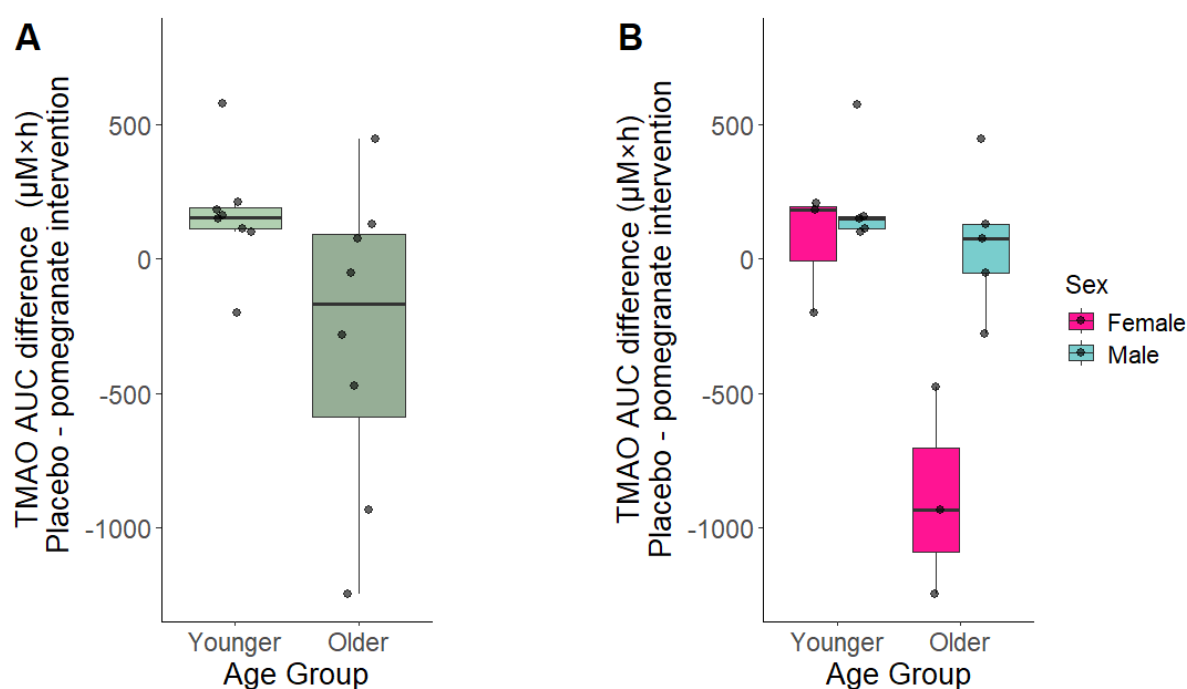 A
TMAO AUC difference (μM×h)
Placebo - pomegranate intervention
500
0
-500
-1000
Younger
Older
Age Group
B
TMAO AUC difference (μM×h)
Placebo - pomegranate intervention
500
0
-500
-1000
Younger
Older
Age Group
Sex
Female
Male